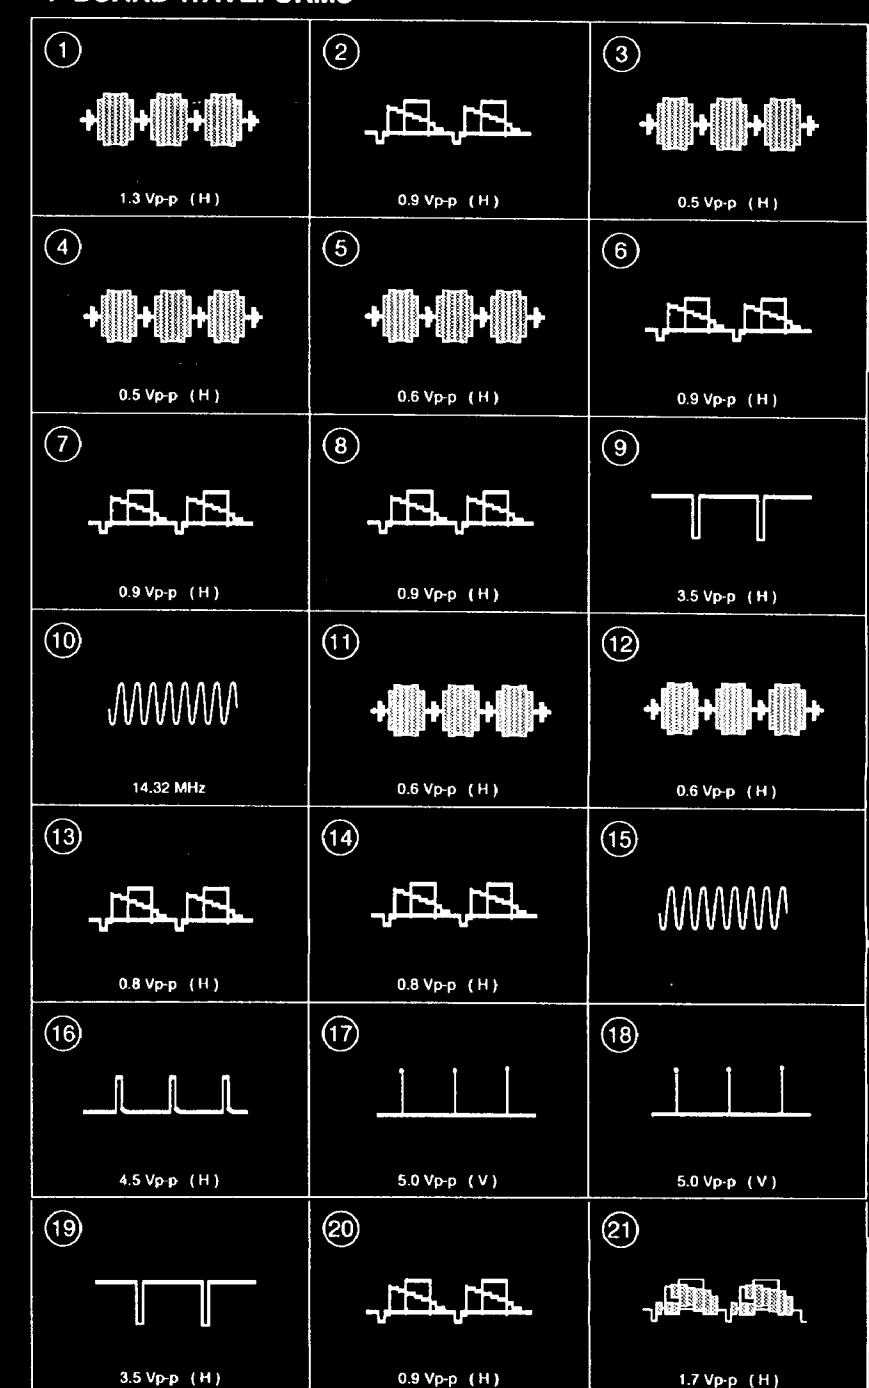 BOARD WAVEFORMS
1 2 3
1.3 Vp-p (H) 0.9 Vp-p (H) 0.5 Vp-p (H)
4 5 6
0.5 Vp-p (H) 0.6 Vp-p (H) 0.9 Vp-p (H)
7 8 9
0.9 Vp-p (H) 0.9 Vp-p (H) 3.5 Vp-p (H)
10 11 12
14.32 MHz 0.6 Vp-p (H) 0.6 Vp-p (H)
13 14 15
0.8 Vp-p (H) 0.8 Vp-p (H)
16 17 18
4.5 Vp-p (H) 5.0 Vp-p (V) 5.0 Vp-p (V)
19 20 21
3.5 Vp-p (H) 0.9 Vp-p (H) 1.7 Vp-p (H)